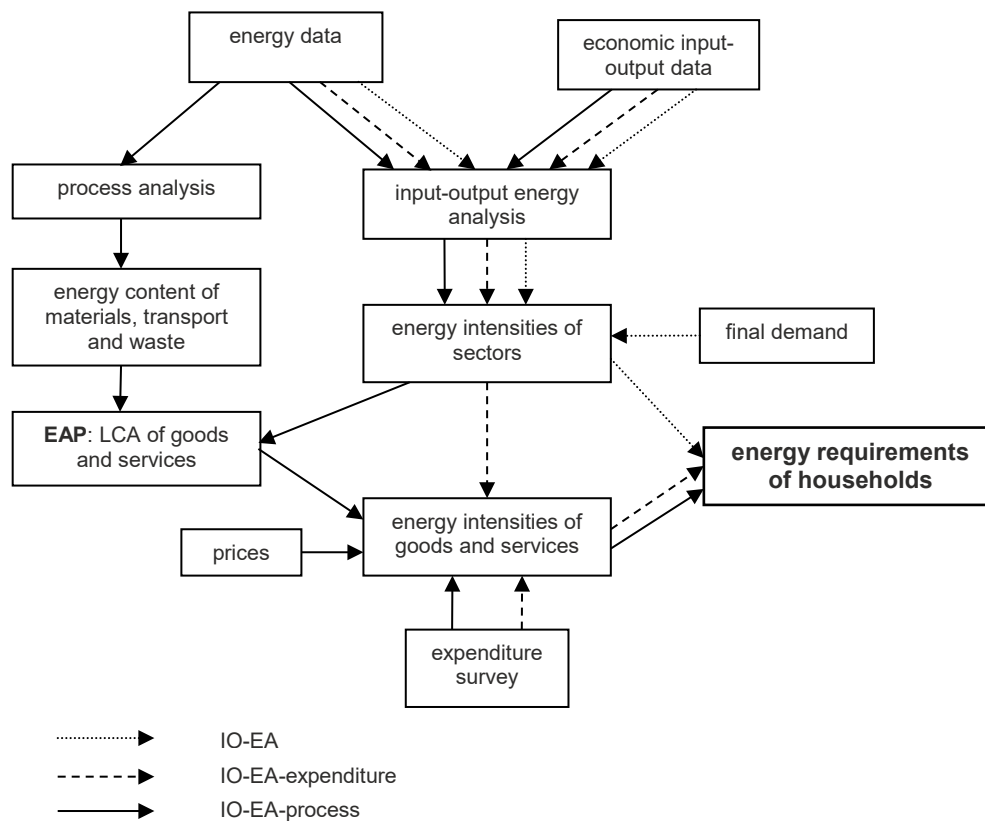 energy data
economic input-
output data
process analysis
input-output energy
analysis
energy content of
materials, transport
and waste
energy intensities of
sectors
final demand
EAP: LCA of goods
and services
energy requirements
of households
energy intensities of
goods and services
prices
expenditure
survey
IO-EA
IO-EA-expenditure
IO-EA-process